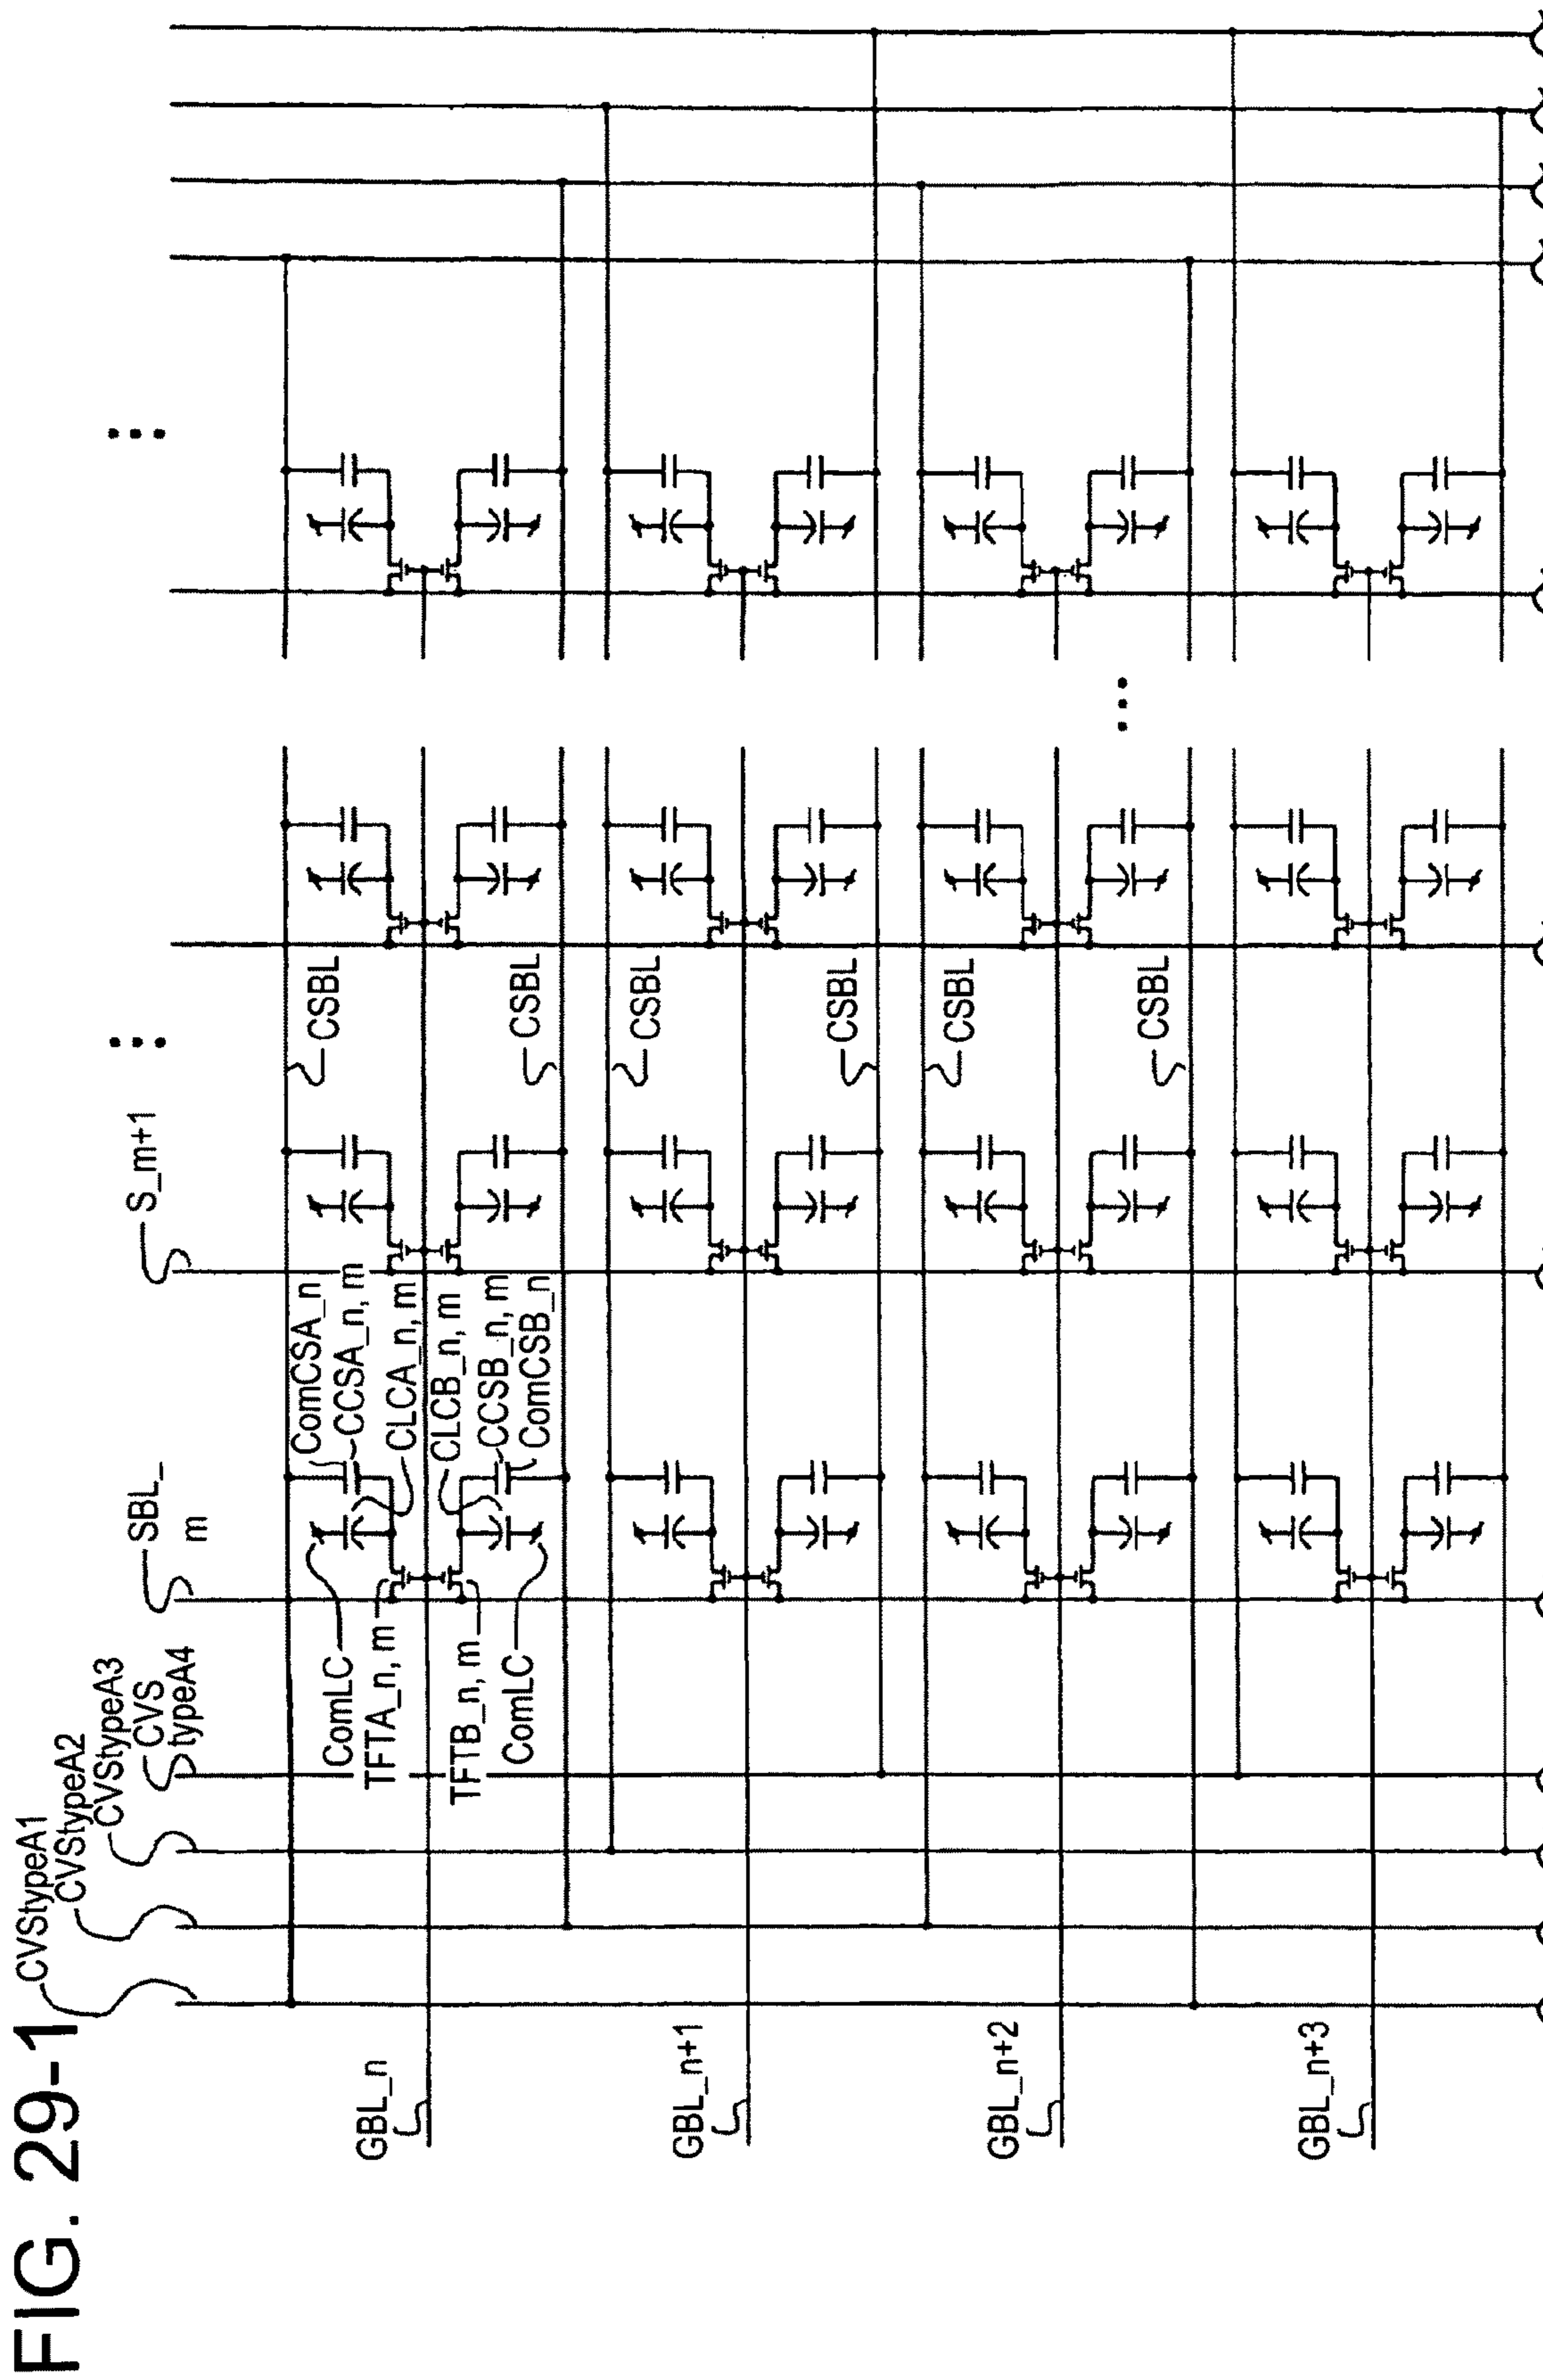 FIG. 29-1
CVStypeA1
CVStypeA2
CVStypeA3
CVS
typeA4
SBL_
m
S_m+1
ComCSA_n
CCSA_n, m
CLCA_n, m
CLCB_n, m
CCSB_n, m
ComCSB_n
ComLC
TFTA_n, m
TFTB_n, m
ComLC
CSBL
CSBL
CSBL
CSBL
CSBL
CSBL
GBL_n
GBL_n+1
GBL_n+2
GBL_n+3